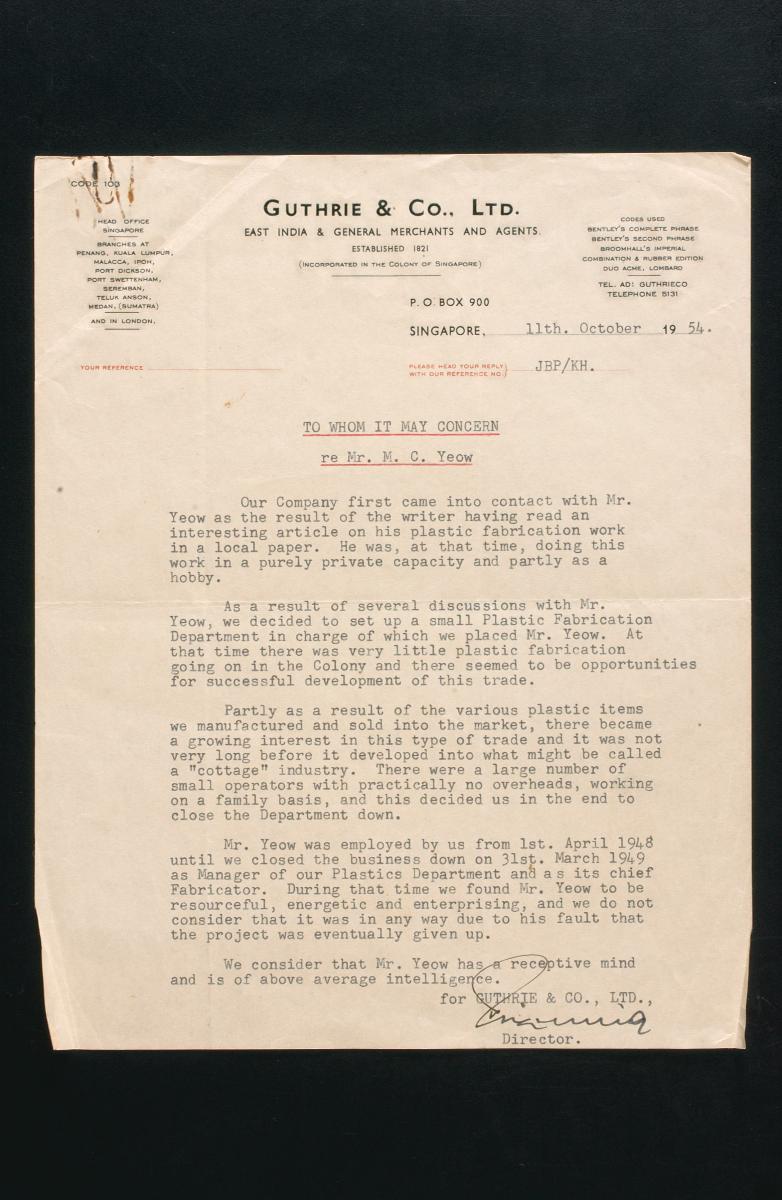 CODE 103
HEAD OFFICE
SINGAPORE
BRANCHES AT
PENANG, KUALA LUMPUR,
MALACCA, IPOH,
PORT DICKSON,
PORT SWETTENHAM,
SEREMBAN,
TELUK ANSON,
MEDAN, (SUMATRA)
AND IN LONDON.
GUTHRIE & CO., LTD.
EAST INDIA & GENERAL MERCHANTS AND AGENTS.
ESTABLISHED 1821
(INCORPORATED IN THE COLONY OF SINGAPORE)
CODES USED
BENTLEY'S COMPLETE PHRASE
BENTLEY'S SECOND PHRASE
BROOMHALL'S IMPERIAL
COMBINATION & RUBBER EDITION
DUO ACME, LOMBARD
TEL. AD: GUTHRIECO
TELEPHONE 5131
P. O. BOX 900
SINGAPORE, 11th. October 19 54.
YOUR REFERENCE
PLEASE HEAD YOUR REPLY
WITH OUR REFERENCE NO.) JBP/KH.
TO WHOM IT MAY CONCERN
re Mr. M. C. Yeow
Our Company first came into contact with Mr.
Yeow as the result of the writer having read an
interesting article on his plastic fabrication work
in a local paper. He was, at that time, doing this
work in a purely private capacity and partly as a
hobby.
As a result of several discussions with Mr.
Yeow, we decided to set up a small Plastic Fabrication
Department in charge of which we placed Mr. Yeow. At
that time there was very little plastic fabrication
going on in the Colony and there seemed to be opportunities
for successful development of this trade.
Partly as a result of the various plastic items
we manufactured and sold into the market, there became
a growing interest in this type of trade and it was not
very long before it developed into what might be called
a "cottage" industry. There were a large number of
small operators with practically no overheads, working
on a family basis, and this decided us in the end to
close the Department down.
Mr. Yeow was employed by us from 1st. April 1948
until we closed the business down on 31st. March 1949
as Manager of our Plastics Department and as its chief
Fabricator. During that time we found Mr. Yeow to be
resourceful, energetic and enterprising, and we do not
consider that it was in any way due to his fault that
the project was eventually given up.
We consider that Mr. Yeow has a receptive mind
and is of above average intelligence.
for GUTHRIE & CO., LTD.,
Director.